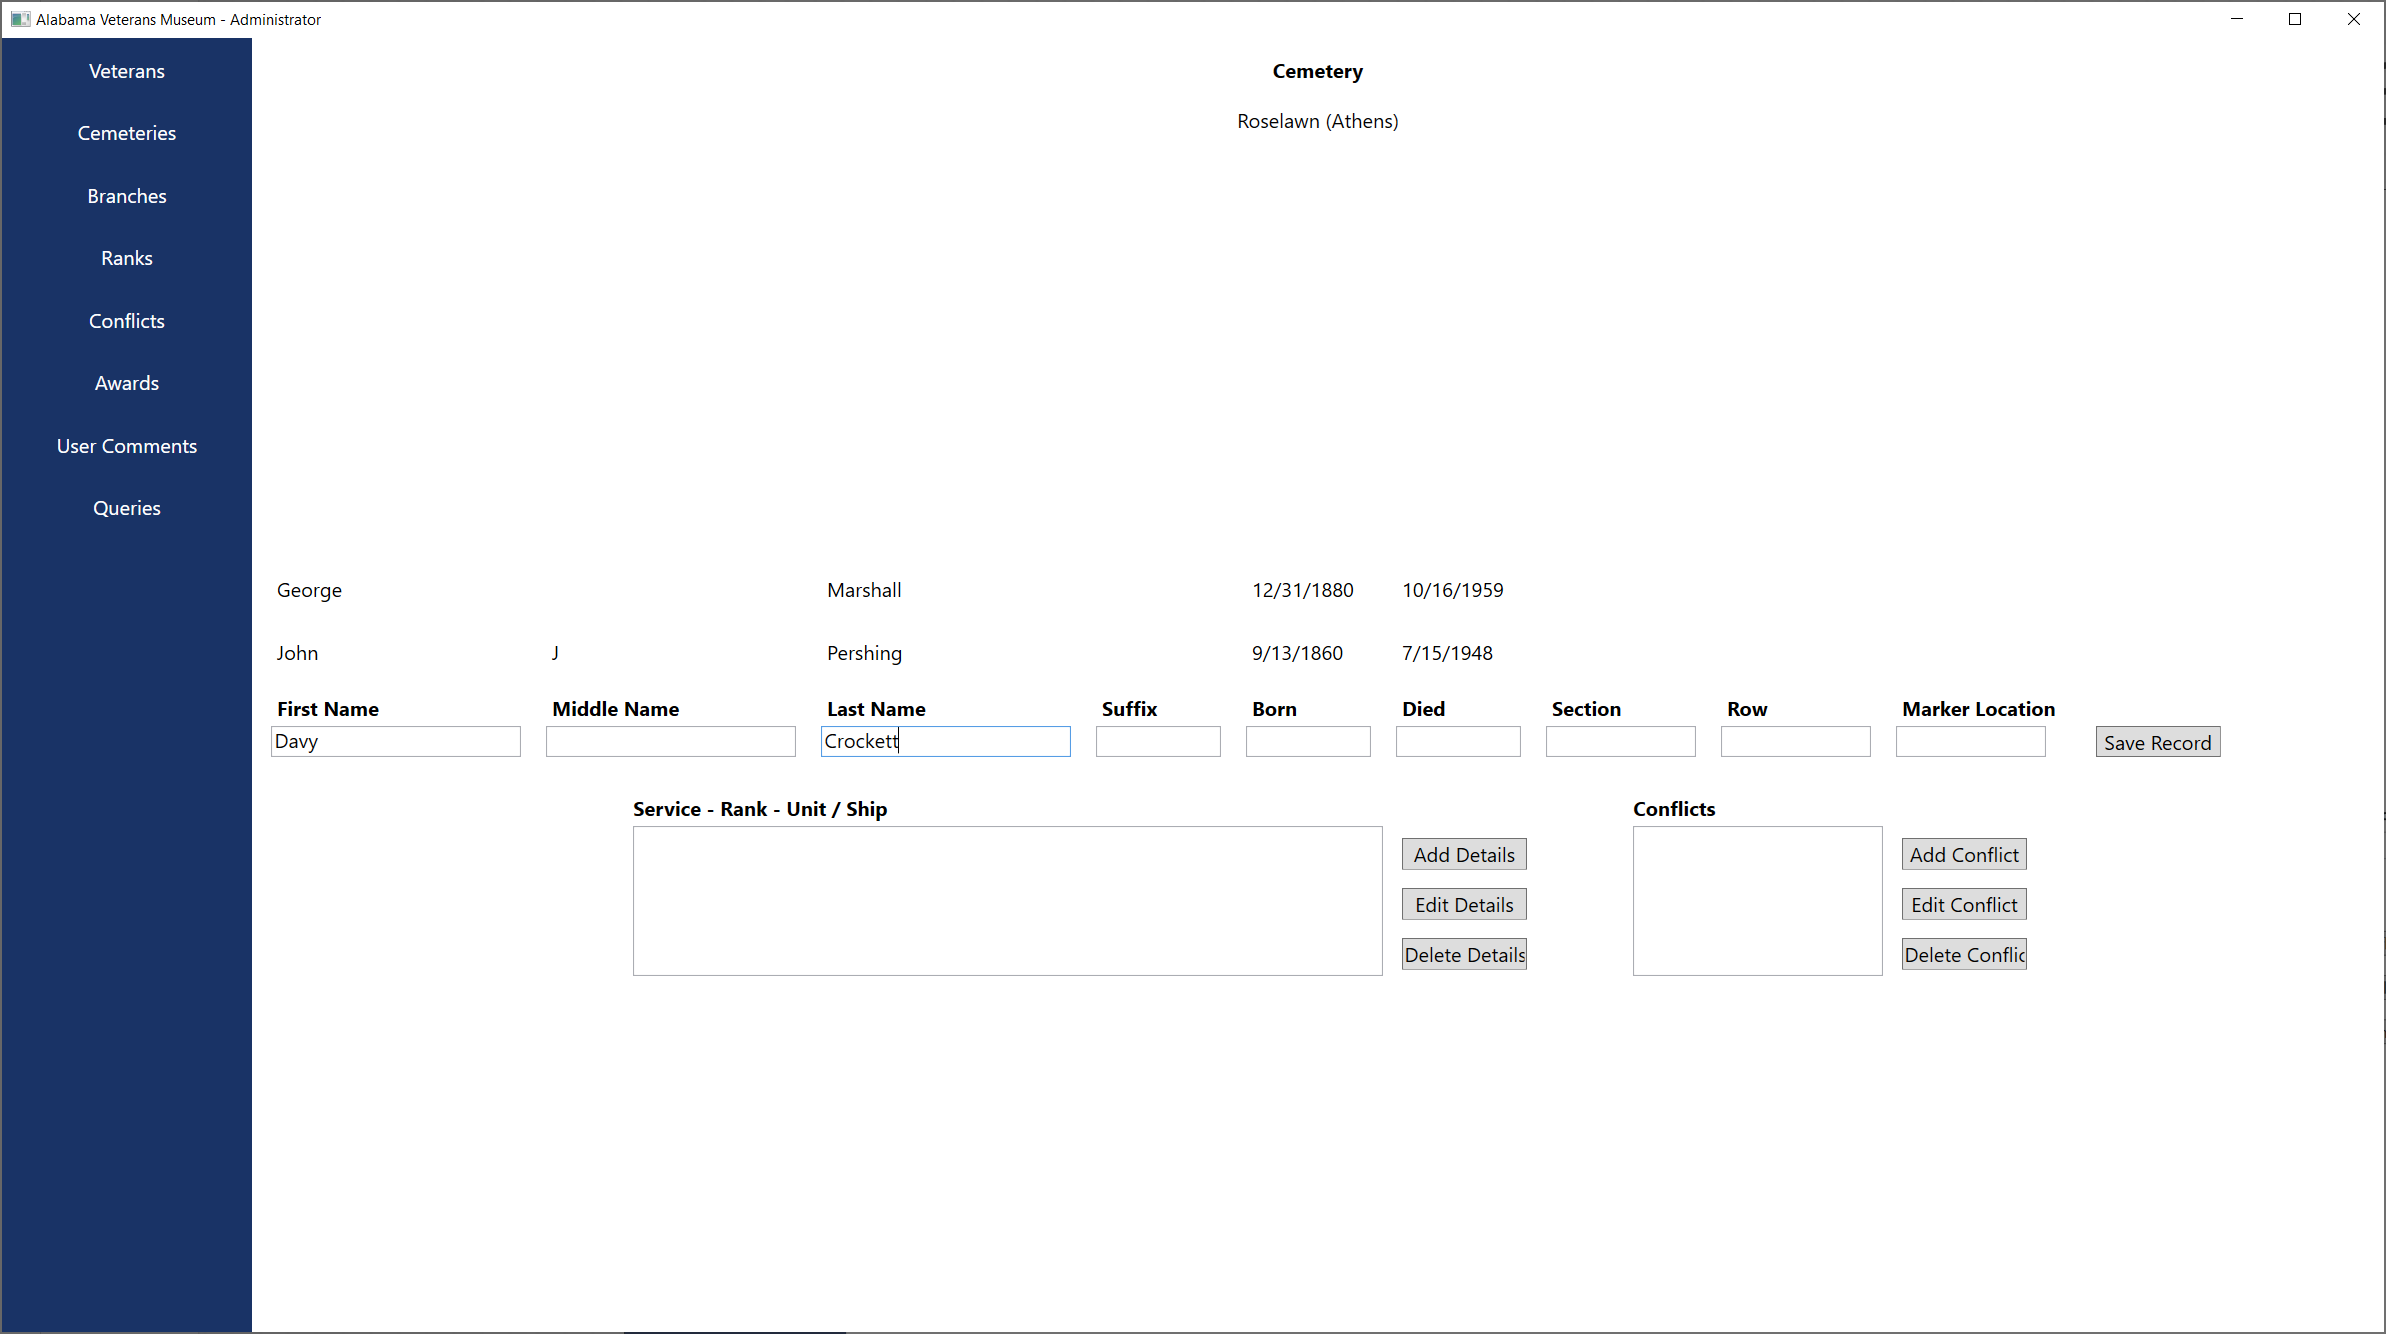 Alabama Veterans Museum - Administrator
Veterans
Cemeteries
Branches
Ranks
Conflicts
Awards
User Comments
Queries
Cemetery
Roselawn (Athens)
George Marshall 12/31/1880 10/16/1959
John J Pershing 9/13/1860 7/15/1948
First Name Middle Name Last Name Suffix Born Died Section Row Marker Location
Davy Crockett Save Record
Service - Rank - Unit / Ship
Add Details
Edit Details
Delete Details
Conflicts
Add Conflict
Edit Conflict
Delete Conflic